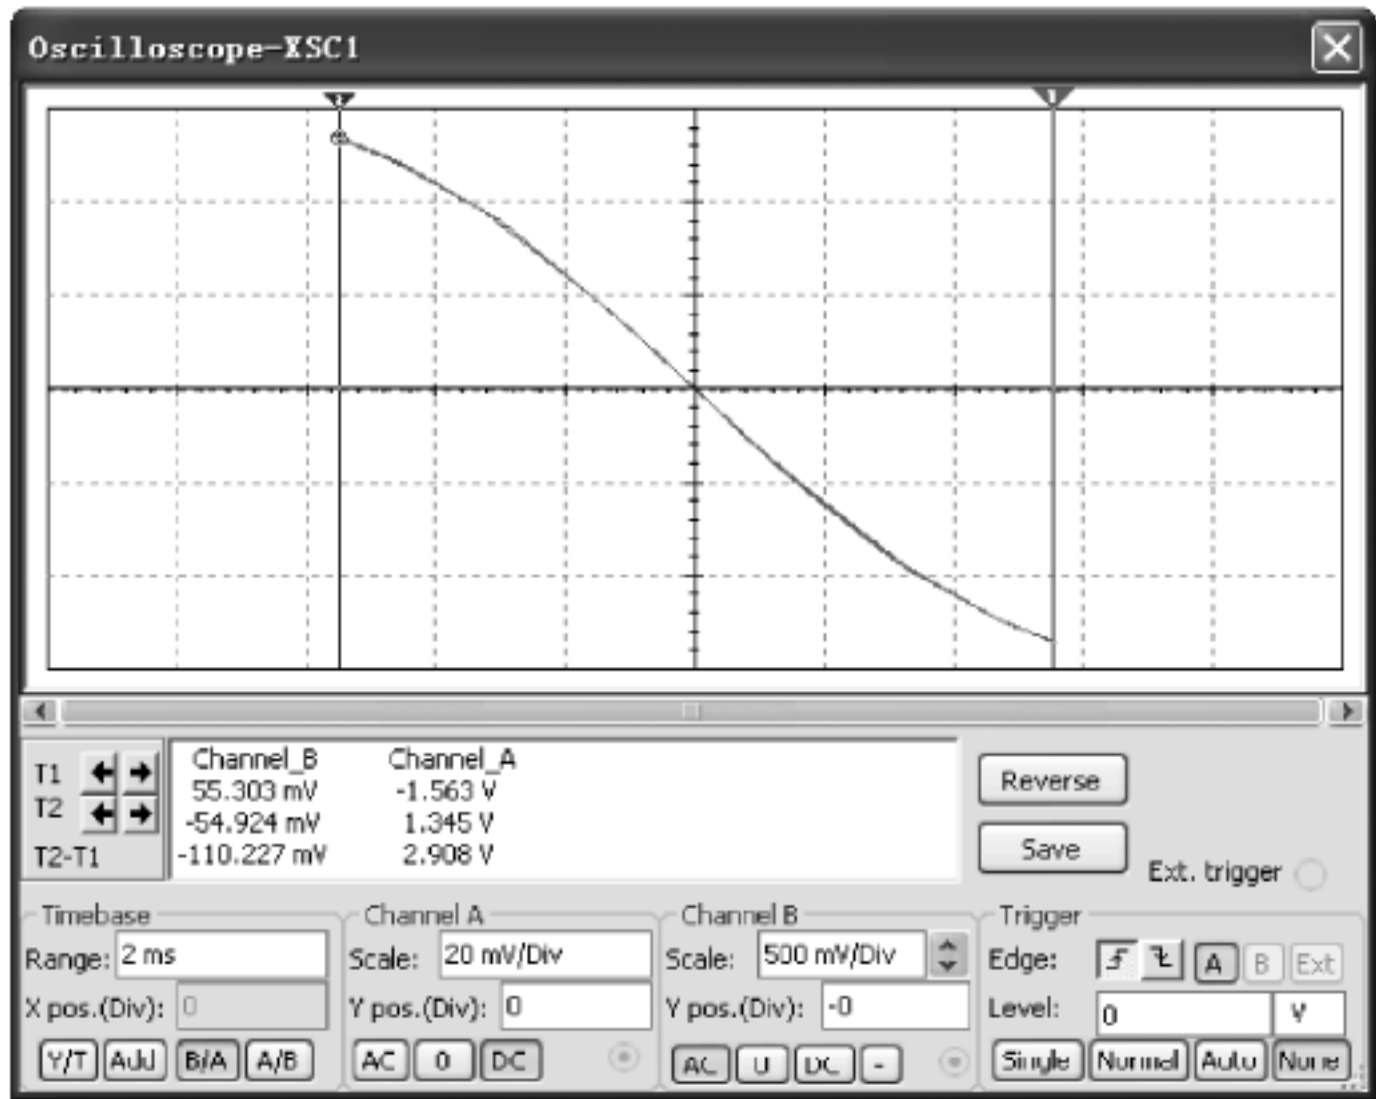 Oscilloscope-XSC1
T1
T2
T2-T1
Channel_B Channel_A
55.303 mV -1.563 V
-54.924 mV 1.345 V
-110.227 mV 2.908 V
Reverse
Save
Ext. trigger
Timebase
Range: 2 ms
X pos.(Div): 0
Y/T Add B/A A/B
Channel A
Scale: 20 mV/Div
Y pos.(Div): 0
AC 0 DC
Channel B
Scale: 500 mV/Div
Y pos.(Div): -0
AC 0 DC -
Trigger
Edge: A B Ext
Level: 0 V
Single Normal Auto None